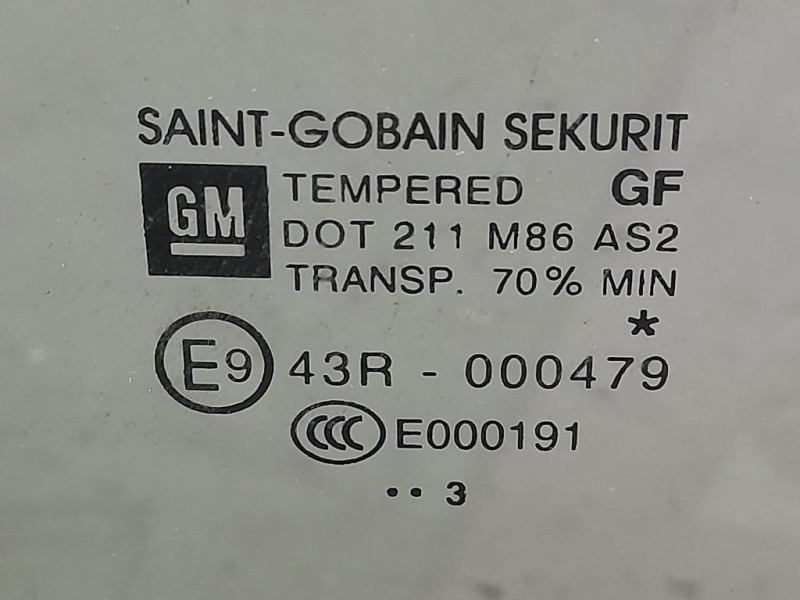 SAINT-GOBAIN SEKURIT
GM TEMPERED GF
DOT 211 M86 AS2
TRANSP. 70% MIN
*
E9 43R - 000479
CCC E000191
•• 3